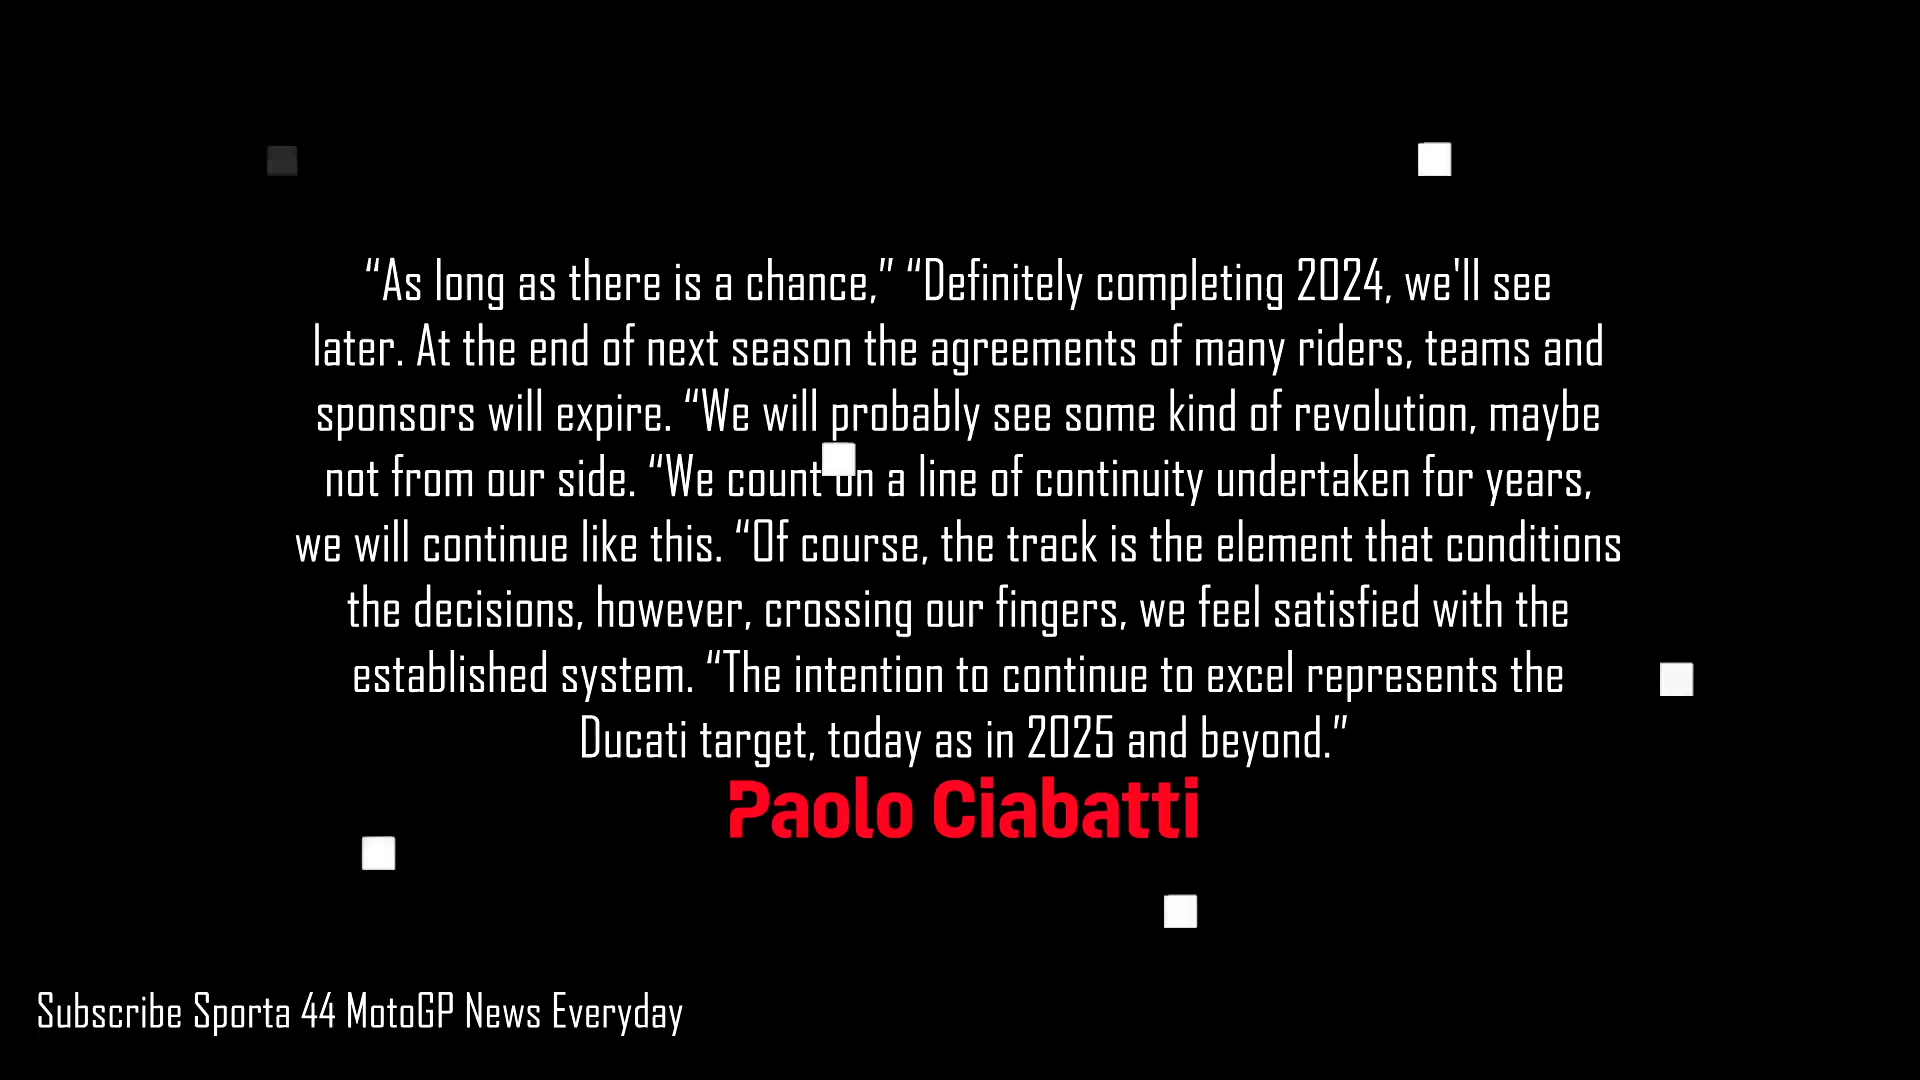 “As long as there is a chance,” “Definitely completing 2024, we'll see
later. At the end of next season the agreements of many riders, teams and
sponsors will expire. “We will probably see some kind of revolution, maybe
not from our side. “We count on a line of continuity undertaken for years,
we will continue like this. “Of course, the track is the element that conditions
the decisions, however, crossing our fingers, we feel satisfied with the
established system. “The intention to continue to excel represents the
Ducati target, today as in 2025 and beyond.”
Paolo Ciabatti
Subscribe Sporta 44 MotoGP News Everyday